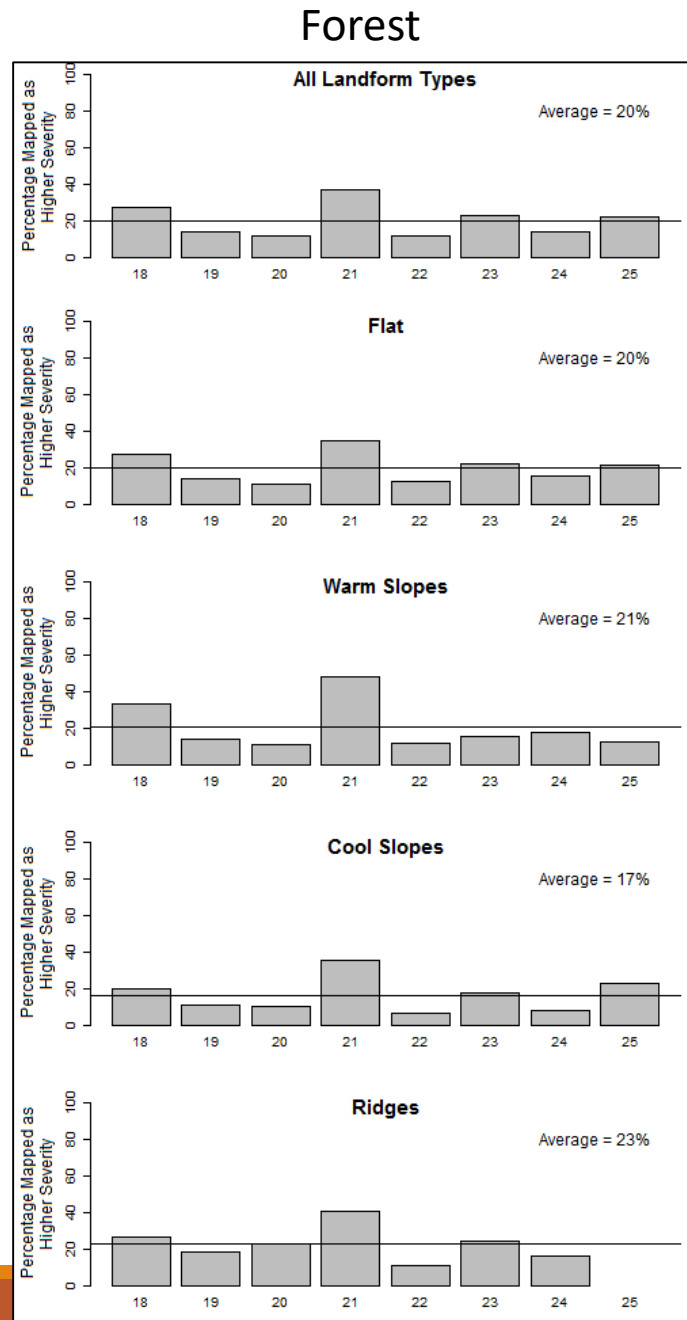 Forest
All Landform Types
Average = 20%
Percentage Mapped as
Higher Severity
100
80
60
40
20
0
18 19 20 21 22 23 24 25
Flat
Average = 20%
Percentage Mapped as
Higher Severity
100
80
60
40
20
0
18 19 20 21 22 23 24 25
Warm Slopes
Average = 21%
Percentage Mapped as
Higher Severity
100
80
60
40
20
0
18 19 20 21 22 23 24 25
Cool Slopes
Average = 17%
Percentage Mapped as
Higher Severity
100
80
60
40
20
0
18 19 20 21 22 23 24 25
Ridges
Average = 23%
Percentage Mapped as
Higher Severity
100
80
60
40
20
0
18 19 20 21 22 23 24 25